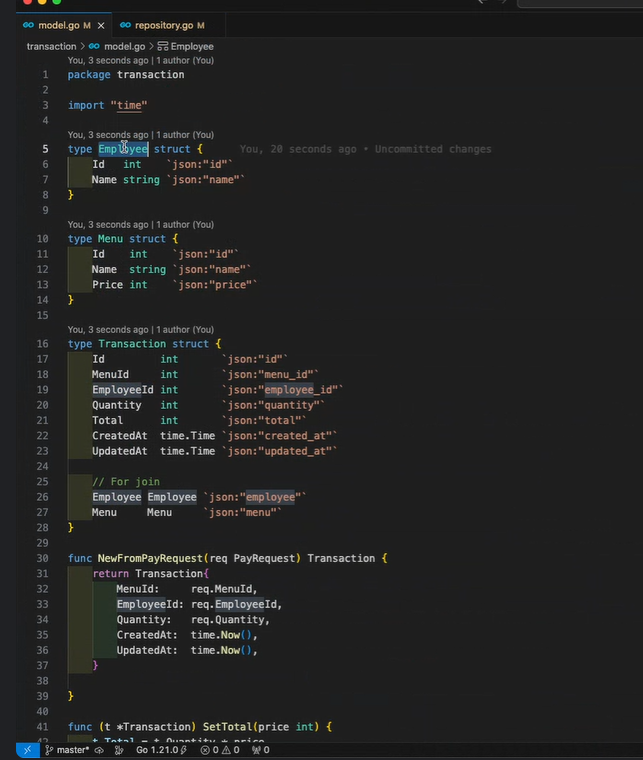 model.go M
repository.go M
transaction > model.go > Employee
You, 3 seconds ago | 1 author (You)
1 package transaction
2
3 import "time"
4
You, 3 seconds ago | 1 author (You)
5 type Employee struct { You, 20 seconds ago • Uncommitted changes
6 Id int `json:"id"`
7 Name string `json:"name"`
8 }
9
You, 3 seconds ago | 1 author (You)
10 type Menu struct {
11 Id int `json:"id"`
12 Name string `json:"name"`
13 Price int `json:"price"`
14 }
15
You, 3 seconds ago | 1 author (You)
16 type Transaction struct {
17 Id int `json:"id"`
18 MenuId int `json:"menu_id"`
19 EmployeeId int `json:"employee_id"`
20 Quantity int `json:"quantity"`
21 Total int `json:"total"`
22 CreatedAt time.Time `json:"created_at"`
23 UpdatedAt time.Time `json:"updated_at"`
24
25 // For join
26 Employee Employee `json:"employee"`
27 Menu Menu `json:"menu"`
28 }
29
30 func NewFromPayRequest(req PayRequest) Transaction {
31 return Transaction{
32 MenuId: req.MenuId,
33 EmployeeId: req.EmployeeId,
34 Quantity: req.Quantity,
35 CreatedAt: time.Now(),
36 UpdatedAt: time.Now(),
37 }
38
39 }
40
41 func (t *Transaction) SetTotal(price int) {
42 t.Total = t.Quantity * price
master* Go 1.21.0 0 0 0